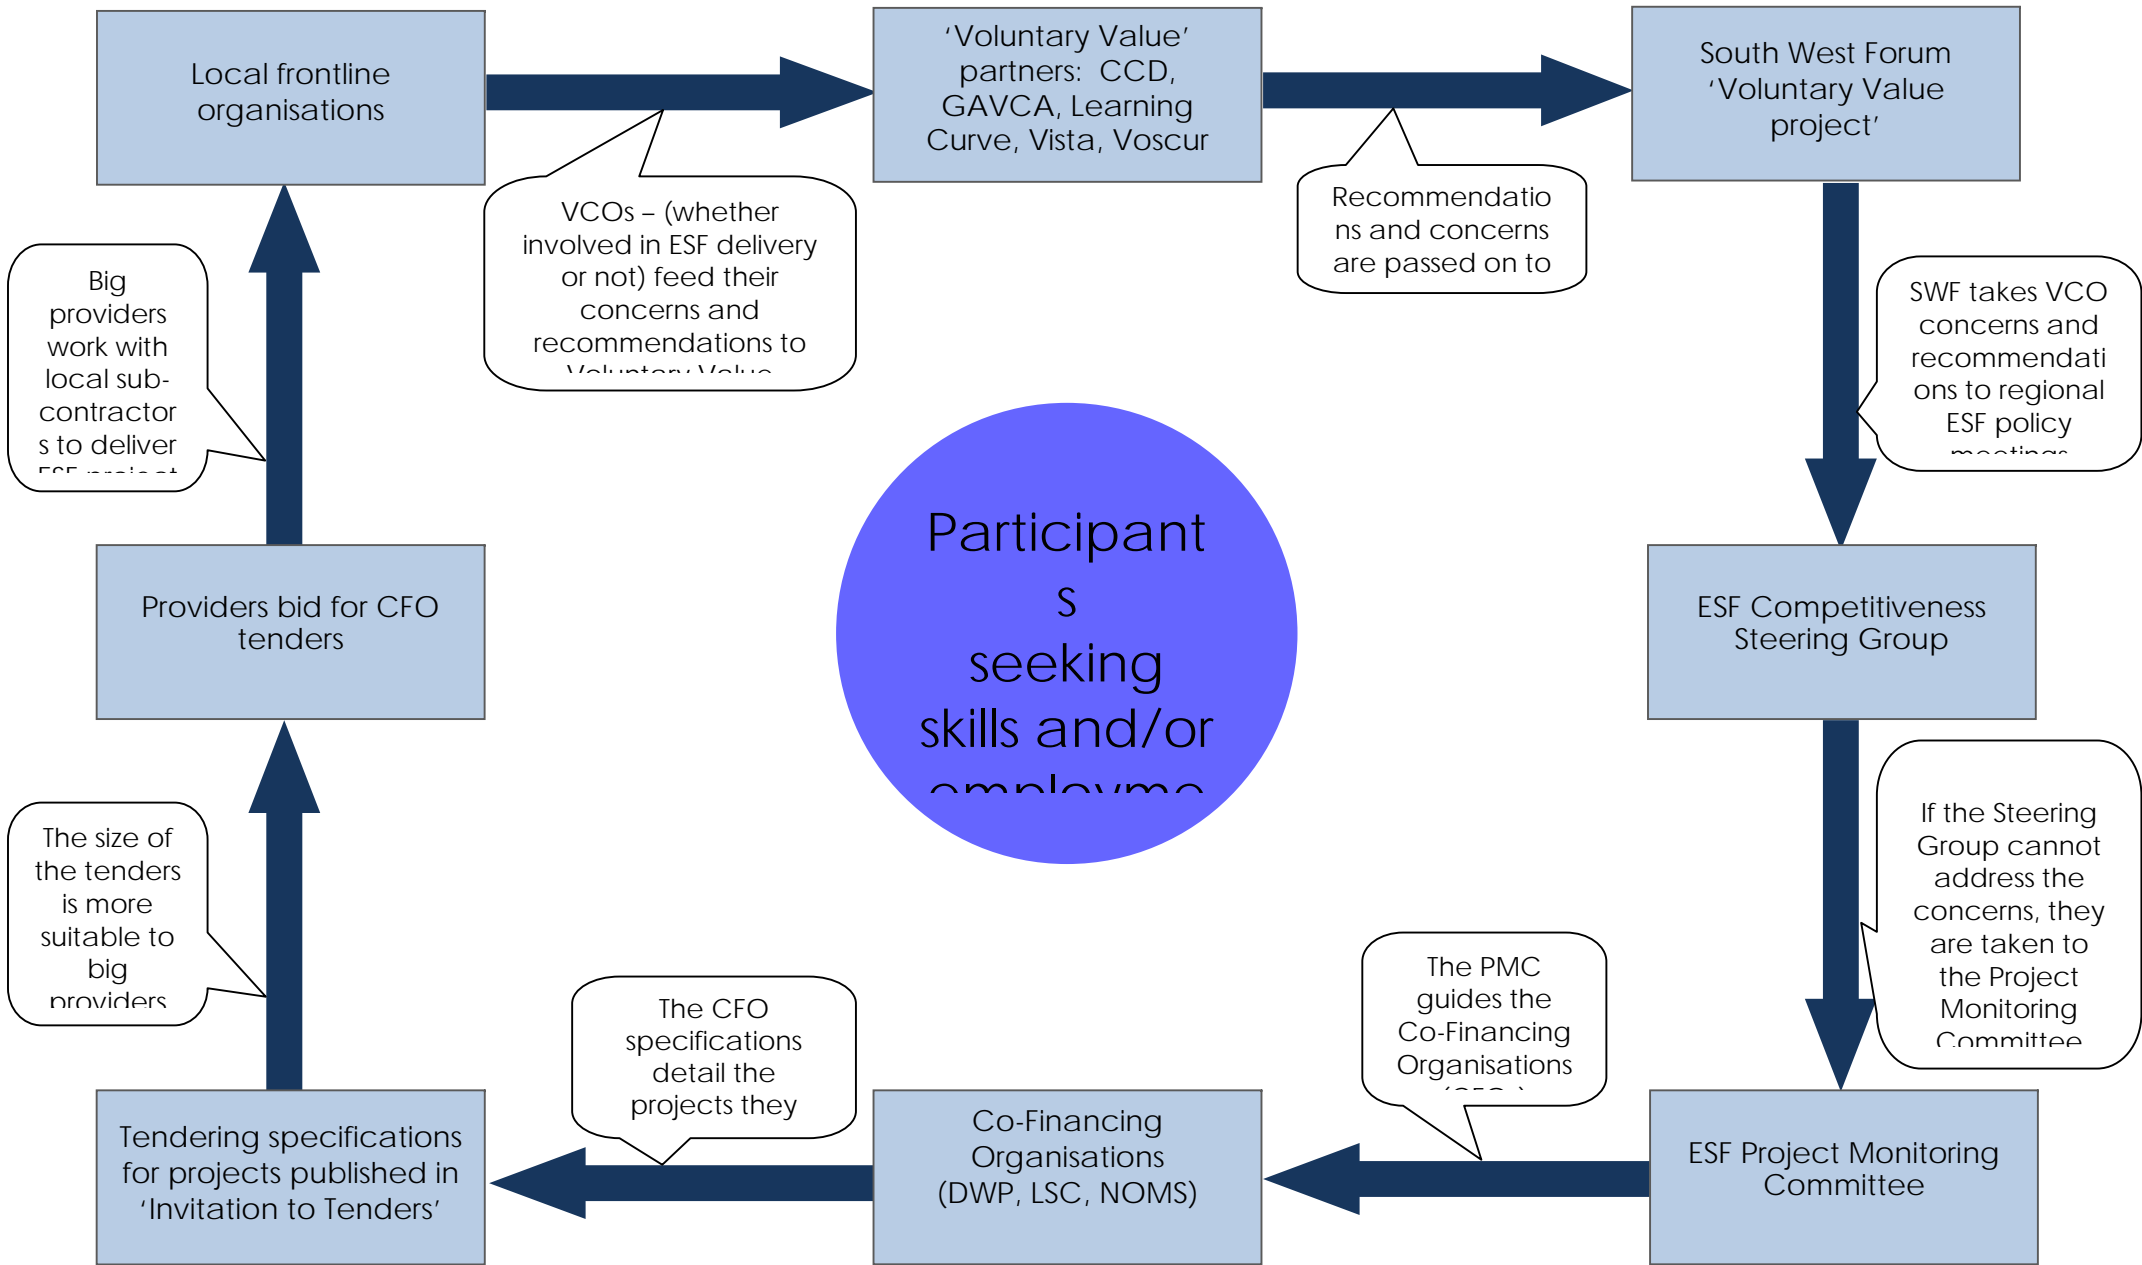 Local frontline
organisations
‘Voluntary Value’
partners: CCD,
GAVCA, Learning
Curve, Vista, Voscur
South West Forum
‘Voluntary Value
project’
VCOs – (whether
involved in ESF delivery
or not) feed their
concerns and
recommendations to
Voluntary Value
Recommendatio
ns and concerns
are passed on to
Big
providers
work with
local sub-
contractor
s to deliver
ESF project
SWF takes VCO
concerns and
recommendati
ons to regional
ESF policy
meetings
Participant
s
seeking
skills and/or
employme
Providers bid for CFO
tenders
ESF Competitiveness
Steering Group
The size of
the tenders
is more
suitable to
big
providers
If the Steering
Group cannot
address the
concerns, they
are taken to
the Project
Monitoring
Committee
The CFO
specifications
detail the
projects they
The PMC
guides the
Co-Financing
Organisations
Tendering specifications
for projects published in
‘Invitation to Tenders’
Co-Financing
Organisations
(DWP, LSC, NOMS)
ESF Project Monitoring
Committee